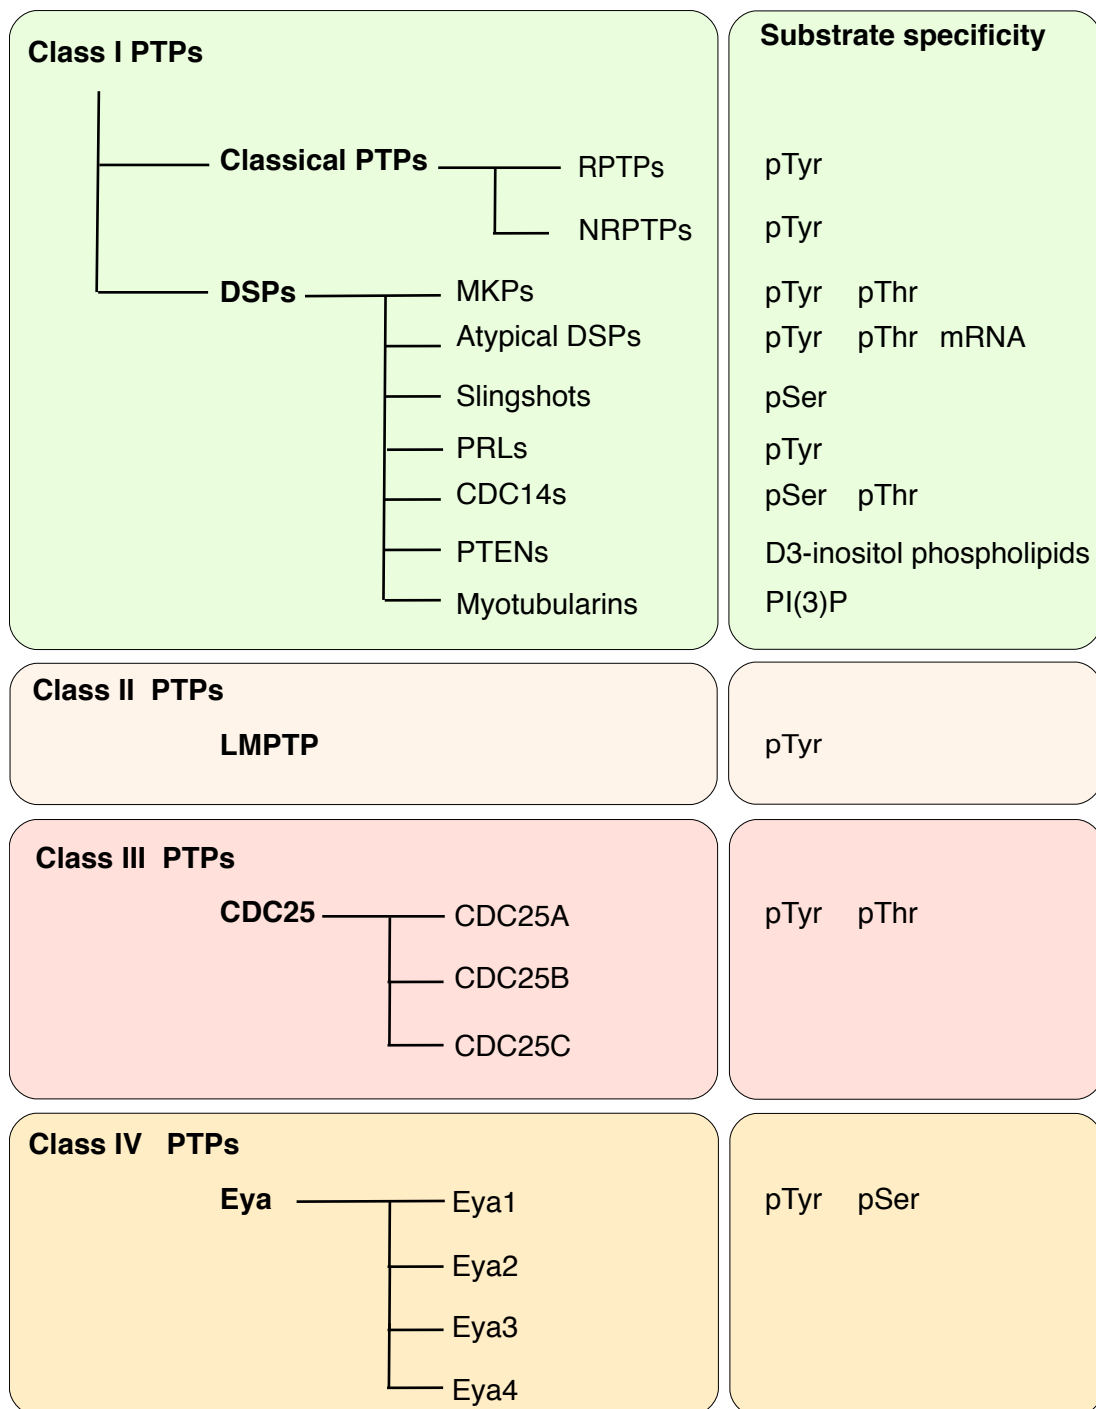 Class I PTPs
Substrate specificity
Classical PTPs RPTPs pTyr
NRPTPs pTyr
DSPs MKPs pTyr pThr
Atypical DSPs pTyr pThr mRNA
Slingshots pSer
PRLs pTyr
CDC14s pSer pThr
PTENs D3-inositol phospholipids
Myotubularins PI(3)P
Class II PTPs
LMPTP pTyr
Class III PTPs
CDC25 CDC25A pTyr pThr
CDC25B
CDC25C
Class IV PTPs
Eya Eya1 pTyr pSer
Eya2
Eya3
Eya4